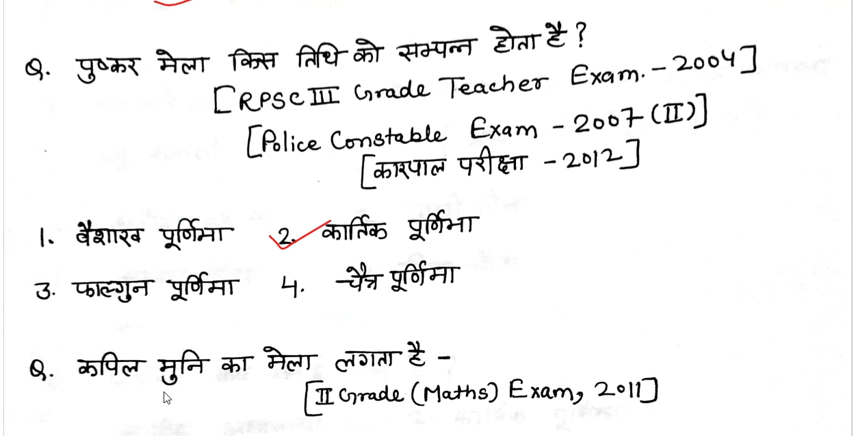 Q. पुष्कर मेला किस तिथि को सम्पन्न होता है ?
[RPSC III Grade Teacher Exam. - 2004]
[Police Constable Exam - 2007 (II)]
[कारापाल परीक्षा - 2012]
1. वैशाख पूर्णिमा 2. कार्तिक पूर्णिमा
3. फाल्गुन पूर्णिमा 4. चैत्र पूर्णिमा
Q. कपिल मुनि का मेला लगता है -
[II Grade (Maths) Exam, 2011]